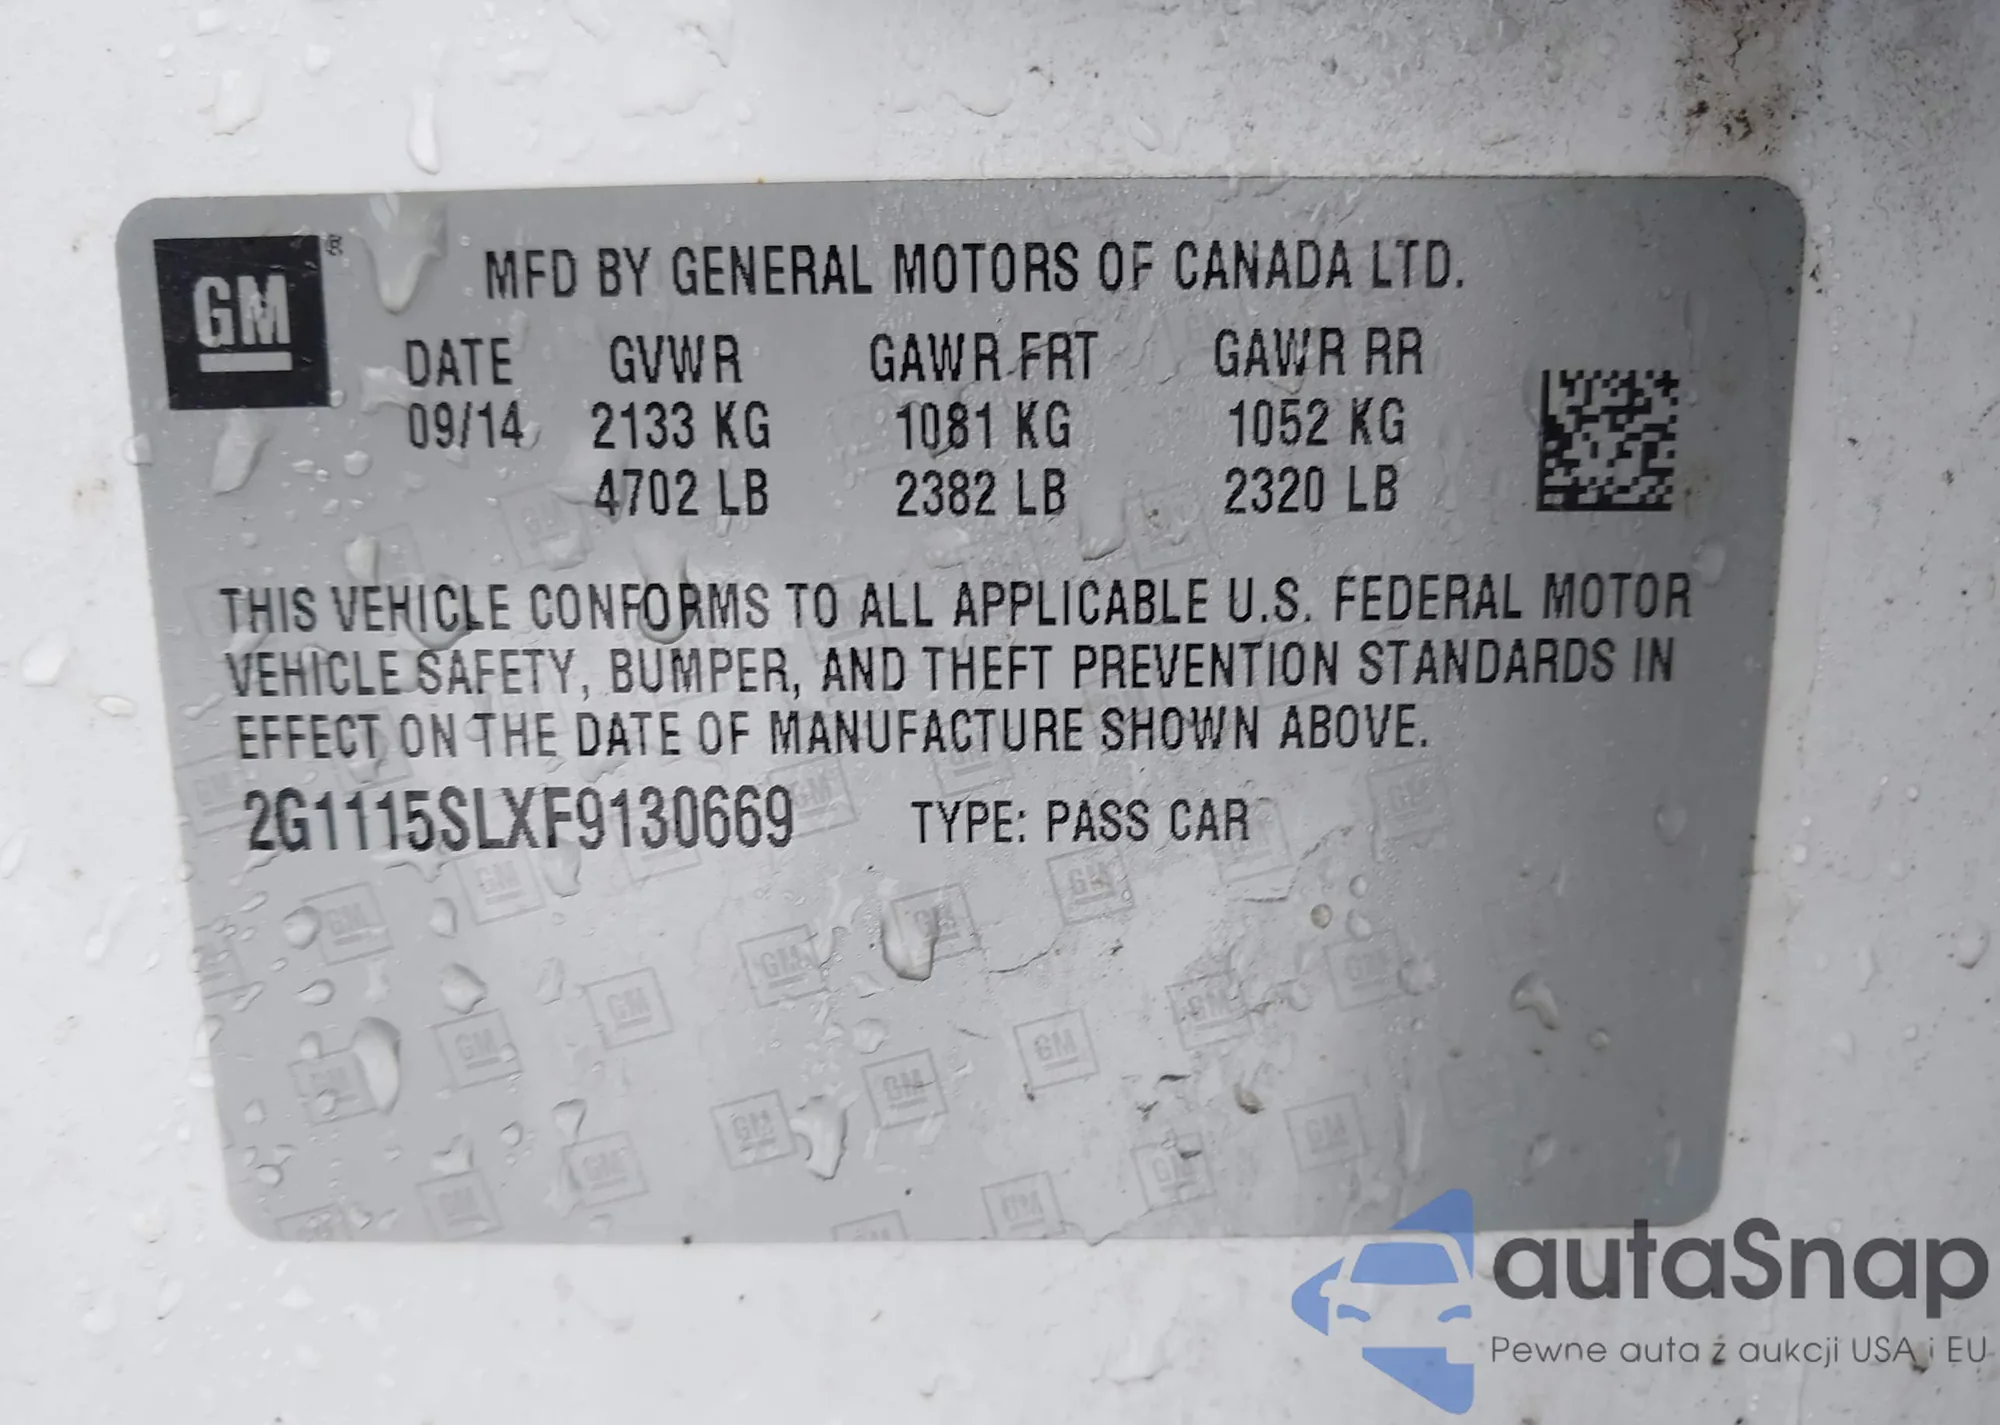 GM ®
MFD BY GENERAL MOTORS OF CANADA LTD.
DATE GVWR GAWR FRT GAWR RR
09/14 2133 KG 1081 KG 1052 KG
4702 LB 2382 LB 2320 LB
THIS VEHICLE CONFORMS TO ALL APPLICABLE U.S. FEDERAL MOTOR
VEHICLE SAFETY, BUMPER, AND THEFT PREVENTION STANDARDS IN
EFFECT ON THE DATE OF MANUFACTURE SHOWN ABOVE.
2G1115SLXF9130669 TYPE: PASS CAR
autaSnap
Pewne auta z aukcji USA i EU